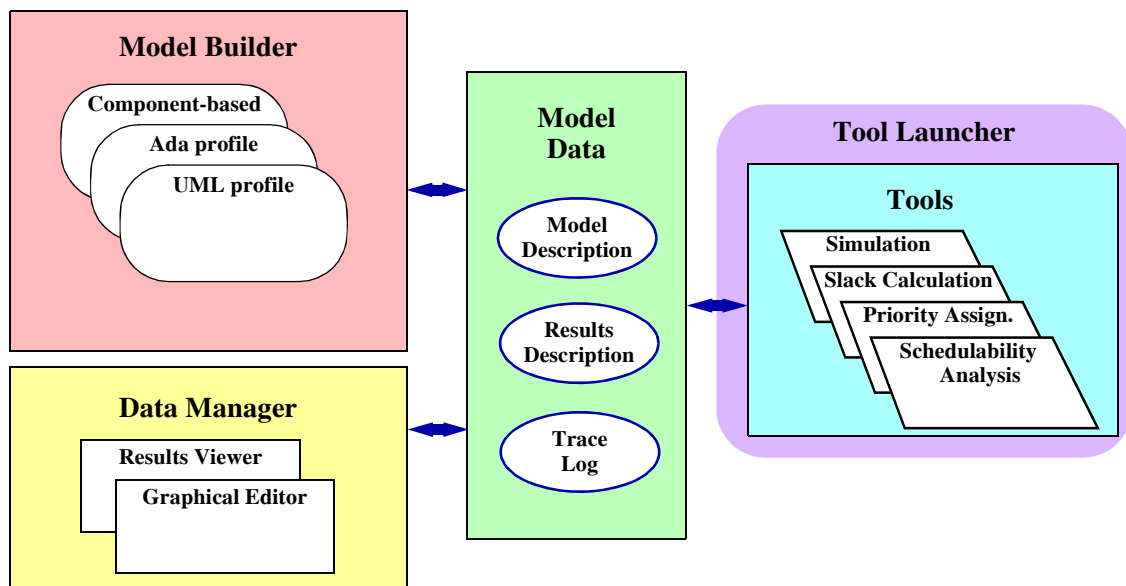 Model Builder
Component-based
Ada profile
UML profile
Data Manager
Results Viewer
Graphical Editor
Model
Data
Model
Description
Results
Description
Trace
Log
Tool Launcher
Tools
Simulation
Slack Calculation
Priority Assign.
Schedulability
Analysis